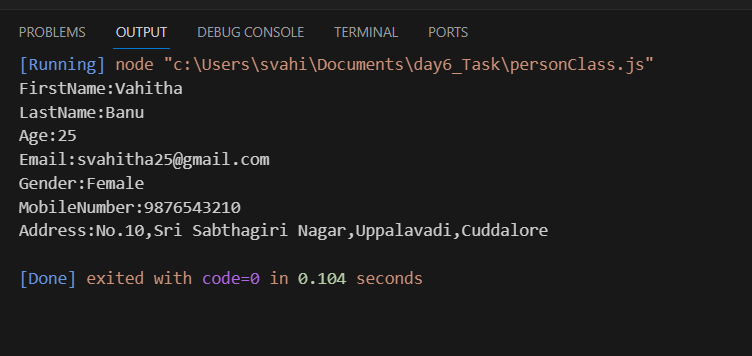 PROBLEMS OUTPUT DEBUG CONSOLE TERMINAL PORTS
[Running] node "c:\Users\svahi\Documents\day6_Task\personClass.js"
FirstName:Vahitha
LastName:Banu
Age:25
Email:svahitha25@gmail.com
Gender:Female
MobileNumber:9876543210
Address:No.10,Sri Sabthagiri Nagar,Uppalavadi,Cuddalore
[Done] exited with code=0 in 0.104 seconds